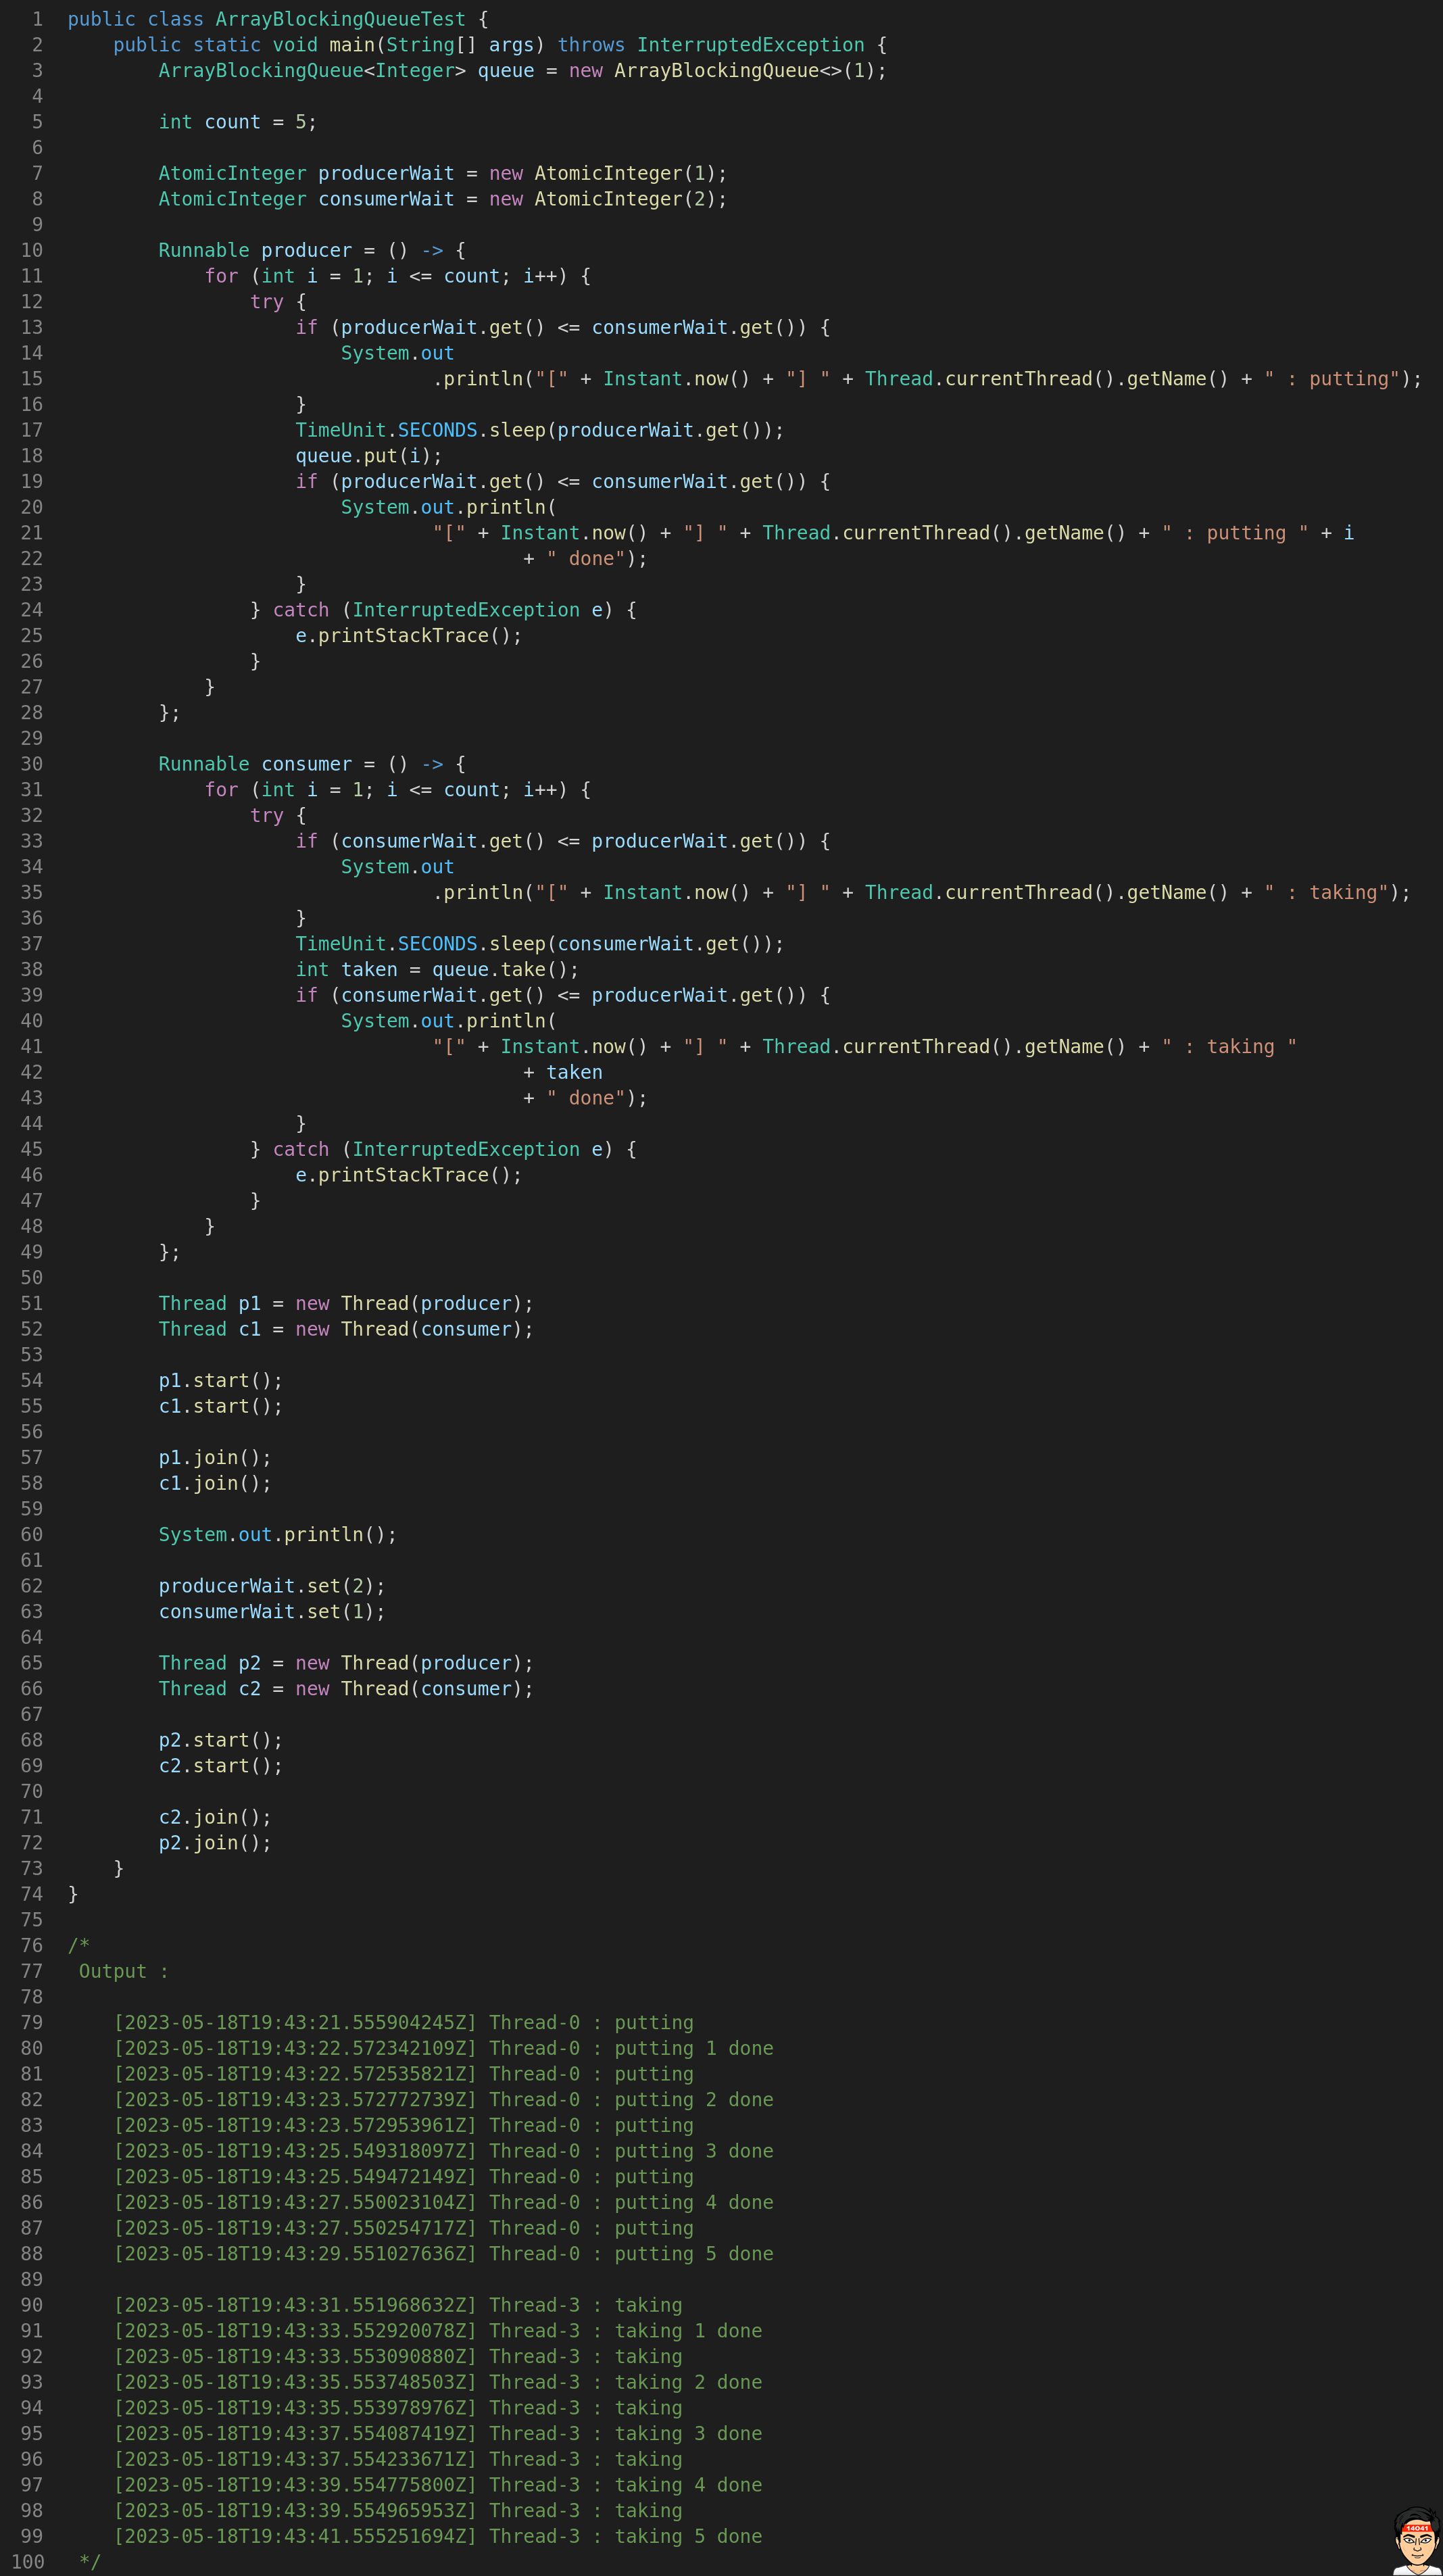 1 public class ArrayBlockingQueueTest {
2     public static void main(String[] args) throws InterruptedException {
3         ArrayBlockingQueue<Integer> queue = new ArrayBlockingQueue<>(1);
4
5         int count = 5;
6
7         AtomicInteger producerWait = new AtomicInteger(1);
8         AtomicInteger consumerWait = new AtomicInteger(2);
9
10         Runnable producer = () -> {
11             for (int i = 1; i <= count; i++) {
12                 try {
13                     if (producerWait.get() <= consumerWait.get()) {
14                         System.out
15                                 .println("[" + Instant.now() + "] " + Thread.currentThread().getName() + " : putting");
16                     }
17                     TimeUnit.SECONDS.sleep(producerWait.get());
18                     queue.put(i);
19                     if (producerWait.get() <= consumerWait.get()) {
20                         System.out.println(
21                                 "[" + Instant.now() + "] " + Thread.currentThread().getName() + " : putting " + i
22                                         + " done");
23                     }
24                 } catch (InterruptedException e) {
25                     e.printStackTrace();
26                 }
27             }
28         };
29
30         Runnable consumer = () -> {
31             for (int i = 1; i <= count; i++) {
32                 try {
33                     if (consumerWait.get() <= producerWait.get()) {
34                         System.out
35                                 .println("[" + Instant.now() + "] " + Thread.currentThread().getName() + " : taking");
36                     }
37                     TimeUnit.SECONDS.sleep(consumerWait.get());
38                     int taken = queue.take();
39                     if (consumerWait.get() <= producerWait.get()) {
40                         System.out.println(
41                                 "[" + Instant.now() + "] " + Thread.currentThread().getName() + " : taking "
42                                         + taken
43                                         + " done");
44                     }
45                 } catch (InterruptedException e) {
46                     e.printStackTrace();
47                 }
48             }
49         };
50
51         Thread p1 = new Thread(producer);
52         Thread c1 = new Thread(consumer);
53
54         p1.start();
55         c1.start();
56
57         p1.join();
58         c1.join();
59
60         System.out.println();
61
62         producerWait.set(2);
63         consumerWait.set(1);
64
65         Thread p2 = new Thread(producer);
66         Thread c2 = new Thread(consumer);
67
68         p2.start();
69         c2.start();
70
71         c2.join();
72         p2.join();
73     }
74 }
75
76 /*
77  Output :
78
79     [2023-05-18T19:43:21.555904245Z] Thread-0 : putting
80     [2023-05-18T19:43:22.572342109Z] Thread-0 : putting 1 done
81     [2023-05-18T19:43:22.572535821Z] Thread-0 : putting
82     [2023-05-18T19:43:23.572772739Z] Thread-0 : putting 2 done
83     [2023-05-18T19:43:23.572953961Z] Thread-0 : putting
84     [2023-05-18T19:43:25.549318097Z] Thread-0 : putting 3 done
85     [2023-05-18T19:43:25.549472149Z] Thread-0 : putting
86     [2023-05-18T19:43:27.550023104Z] Thread-0 : putting 4 done
87     [2023-05-18T19:43:27.550254717Z] Thread-0 : putting
88     [2023-05-18T19:43:29.551027636Z] Thread-0 : putting 5 done
89
90     [2023-05-18T19:43:31.551968632Z] Thread-3 : taking
91     [2023-05-18T19:43:33.552920078Z] Thread-3 : taking 1 done
92     [2023-05-18T19:43:33.553090880Z] Thread-3 : taking
93     [2023-05-18T19:43:35.553748503Z] Thread-3 : taking 2 done
94     [2023-05-18T19:43:35.553978976Z] Thread-3 : taking
95     [2023-05-18T19:43:37.554087419Z] Thread-3 : taking 3 done
96     [2023-05-18T19:43:37.554233671Z] Thread-3 : taking
97     [2023-05-18T19:43:39.554775800Z] Thread-3 : taking 4 done
98     [2023-05-18T19:43:39.554965953Z] Thread-3 : taking
99     [2023-05-18T19:43:41.555251694Z] Thread-3 : taking 5 done
100  */
14041